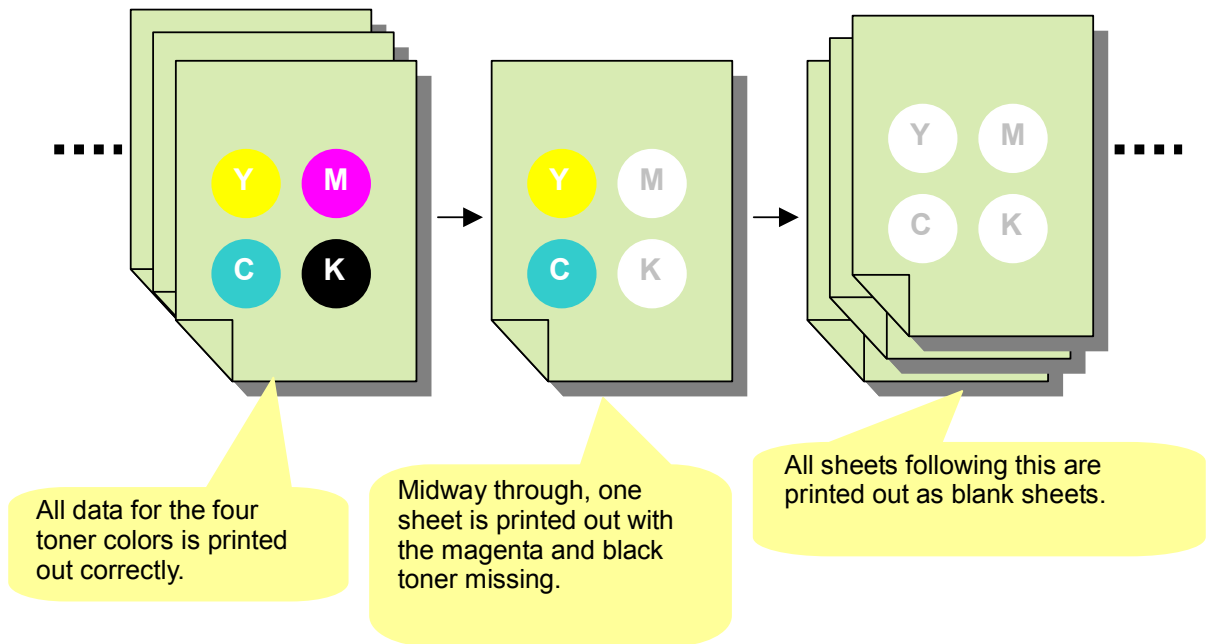 Y M
C K
Y M
C K
Y M
C K
All data for the four
toner colors is printed
out correctly.
Midway through, one
sheet is printed out with
the magenta and black
toner missing.
All sheets following this are
printed out as blank sheets.